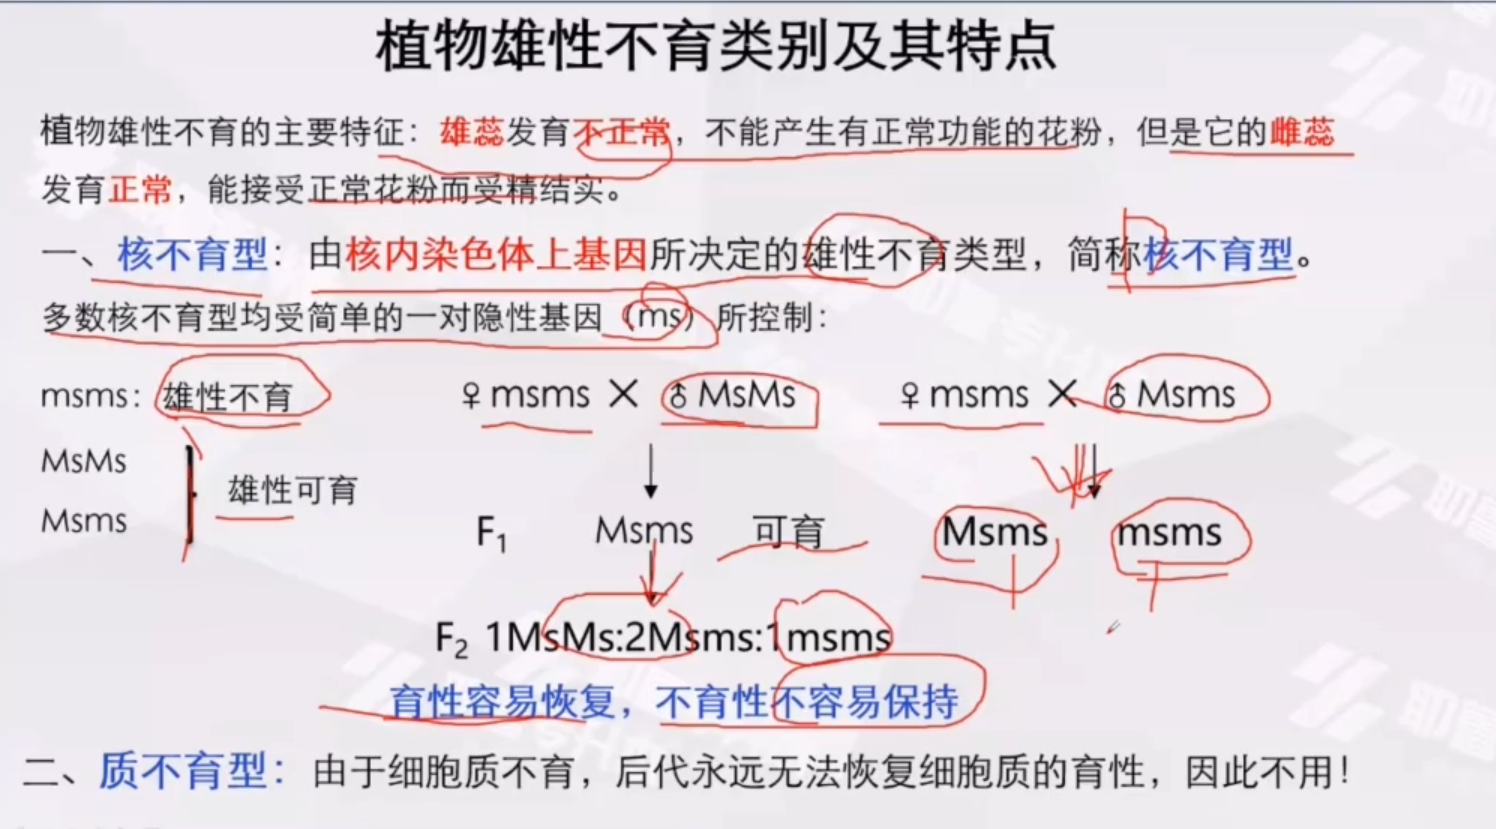 植物雄性不育类别及其特点
植物雄性不育的主要特征：雄蕊发育不正常，不能产生有正常功能的花粉，但是它的雌蕊
发育正常，能接受正常花粉而受精结实。
一、核不育型：由核内染色体上基因所决定的雄性不育类型，简称核不育型。
多数核不育型均受简单的一对隐性基因（ms）所控制：
msms：雄性不育
♀msms × ♂MsMs
♀msms × ♂Msms
MsMs
Msms
雄性可育
F₁ Msms 可育
Msms msms
F₂ 1MsMs:2Msms:1msms
育性容易恢复，不育性不容易保持
二、质不育型：由于细胞质不育，后代永远无法恢复细胞质的育性，因此不用！